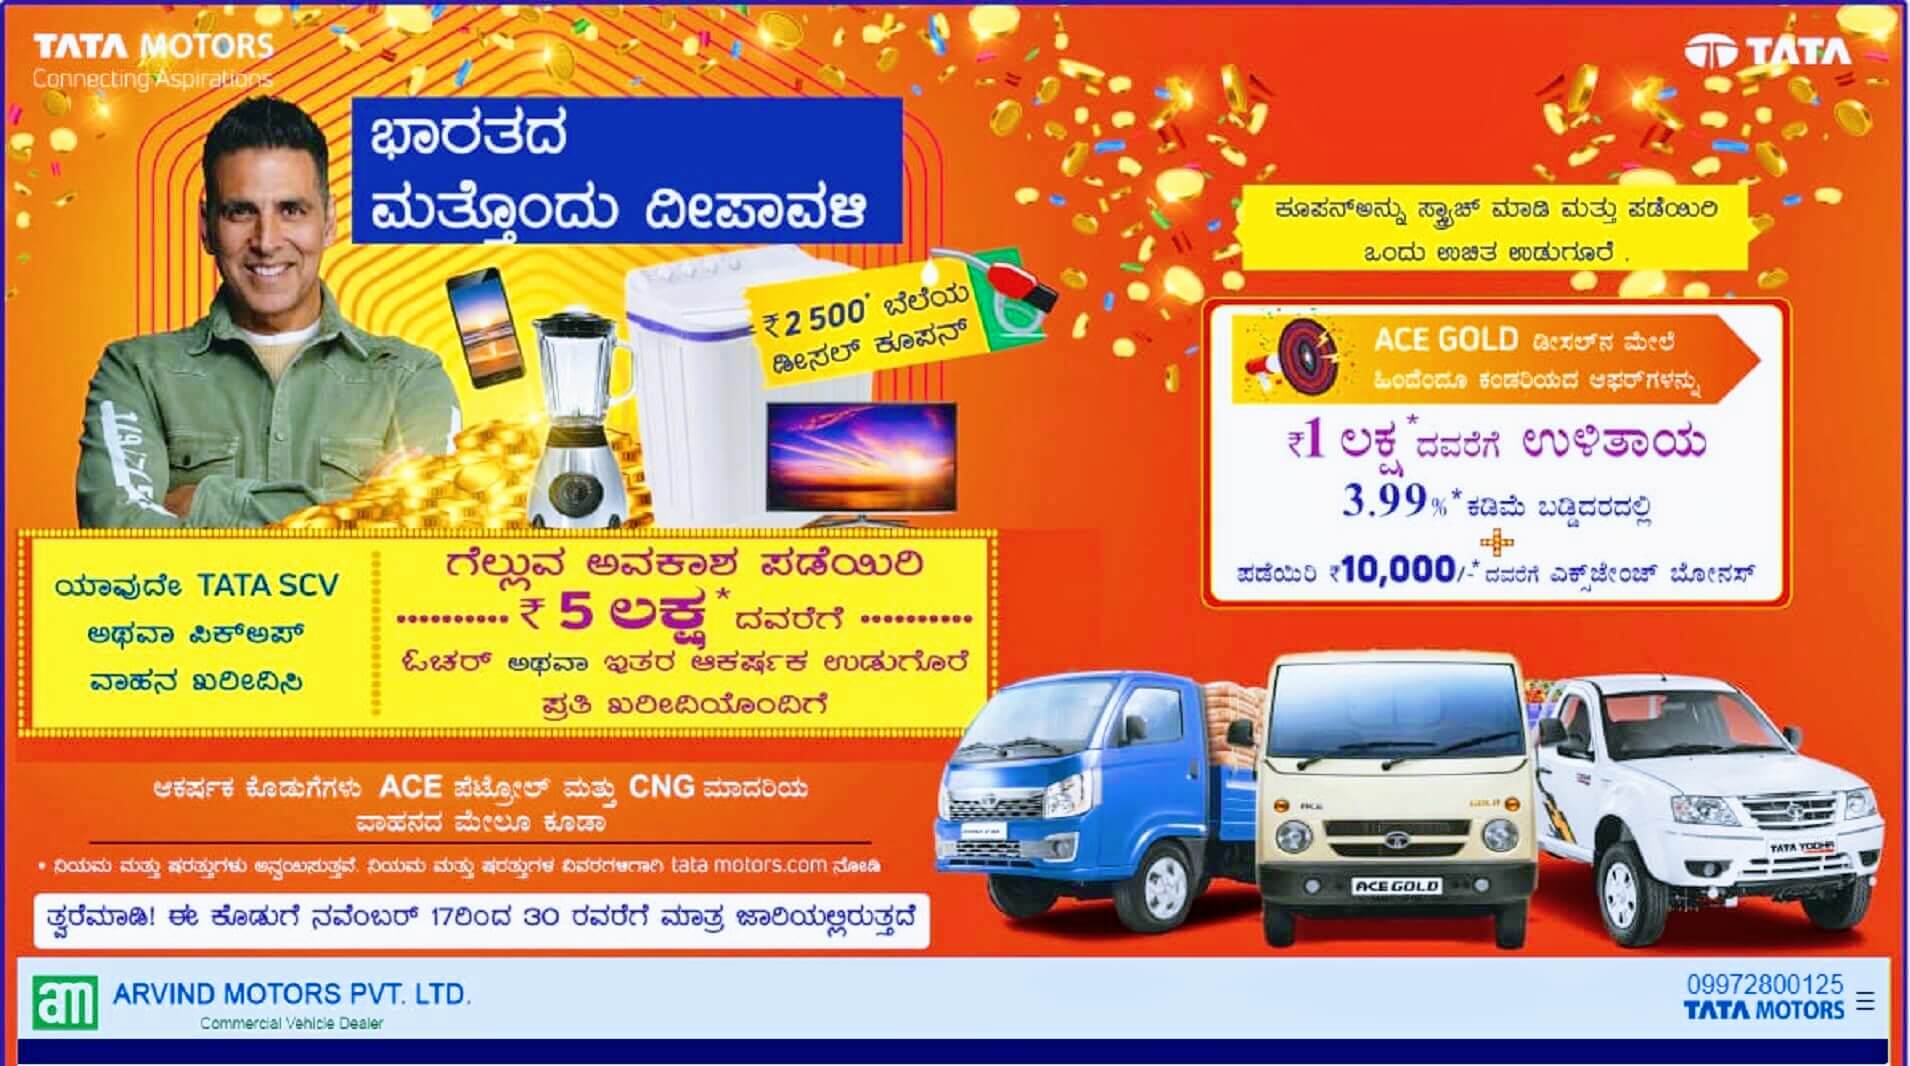 TATA MOTORS
Connecting Aspirations
TATA
ಭಾರತದ
ಮತ್ತೊಂದು ದೀಪಾವಳಿ
₹2500* ಬೆಲೆಯ
ಡೀಸಲ್ ಕೂಪನ್
ಕೂಪನ್ಅನ್ನು ಸ್ಕ್ರಾಚ್ ಮಾಡಿ ಮತ್ತು ಪಡೆಯಿರಿ
ಒಂದು ಉಚಿತ ಉಡುಗೂರೆ .
ACE GOLD ಡೀಸಲ್‌ನ ಮೇಲೆ
ಹಿಂದೆಂದೂ ಕಂಡರಿಯದ ಆಫರ್‌ಗಳನ್ನು
₹1 ಲಕ್ಷ* ದವರೆಗೆ ಉಳಿತಾಯ
3.99%* ಕಡಿಮೆ ಬಡ್ಡಿದರದಲ್ಲಿ
+
ಪಡೆಯಿರಿ ₹10,000/-* ದವರೆಗೆ ಎಕ್ಸ್‌ಚೇಂಜ್ ಬೋನಸ್
ಯಾವುದೇ TATA SCV
ಅಥವಾ ಪಿಕ್ಅಪ್
ವಾಹನ ಖರೀದಿಸಿ
ಗೆಲ್ಲುವ ಅವಕಾಶ ಪಡೆಯಿರಿ
₹ 5 ಲಕ್ಷ* ದವರೆಗೆ
ಓಚರ್ ಅಥವಾ ಇತರ ಆಕರ್ಷಕ ಉಡುಗೊರೆ
ಪ್ರತಿ ಖರೀದಿಯೊಂದಿಗೆ
ಆಕರ್ಷಕ ಕೊಡುಗೆಗಳು ACE ಪೆಟ್ರೋಲ್ ಮತ್ತು CNG ಮಾದರಿಯ
ವಾಹನದ ಮೇಲೂ ಕೂಡಾ
• ನಿಯಮ ಮತ್ತು ಷರತ್ತುಗಳು ಅನ್ವಯಿಸುತ್ತವೆ. ನಿಯಮ ಮತ್ತು ಷರತ್ತುಗಳ ವಿವರಗಳಿಗಾಗಿ tata motors.com ನೋಡಿ
ತ್ವರೆಮಾಡಿ! ಈ ಕೊಡುಗೆ ನವೆಂಬರ್ 17ರಿಂದ 30 ರವರೆಗೆ ಮಾತ್ರ ಜಾರಿಯಲ್ಲಿರುತ್ತದೆ
ACE GOLD
ACE GOLD
TATA YODHA
am ARVIND MOTORS PVT. LTD.
Commercial Vehicle Dealer
09972800125
TATA MOTORS